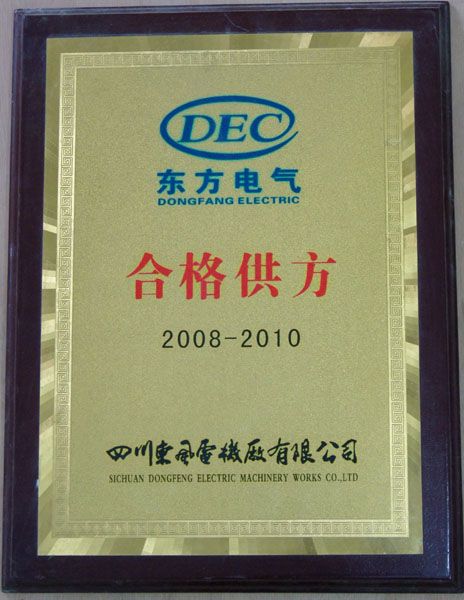 DEC
东方电气
DONGFANG ELECTRIC
合格供方
2008-2010
四川東風電機廠有限公司
SICHUAN DONGFENG ELECTRIC MACHINERY WORKS CO.,LTD